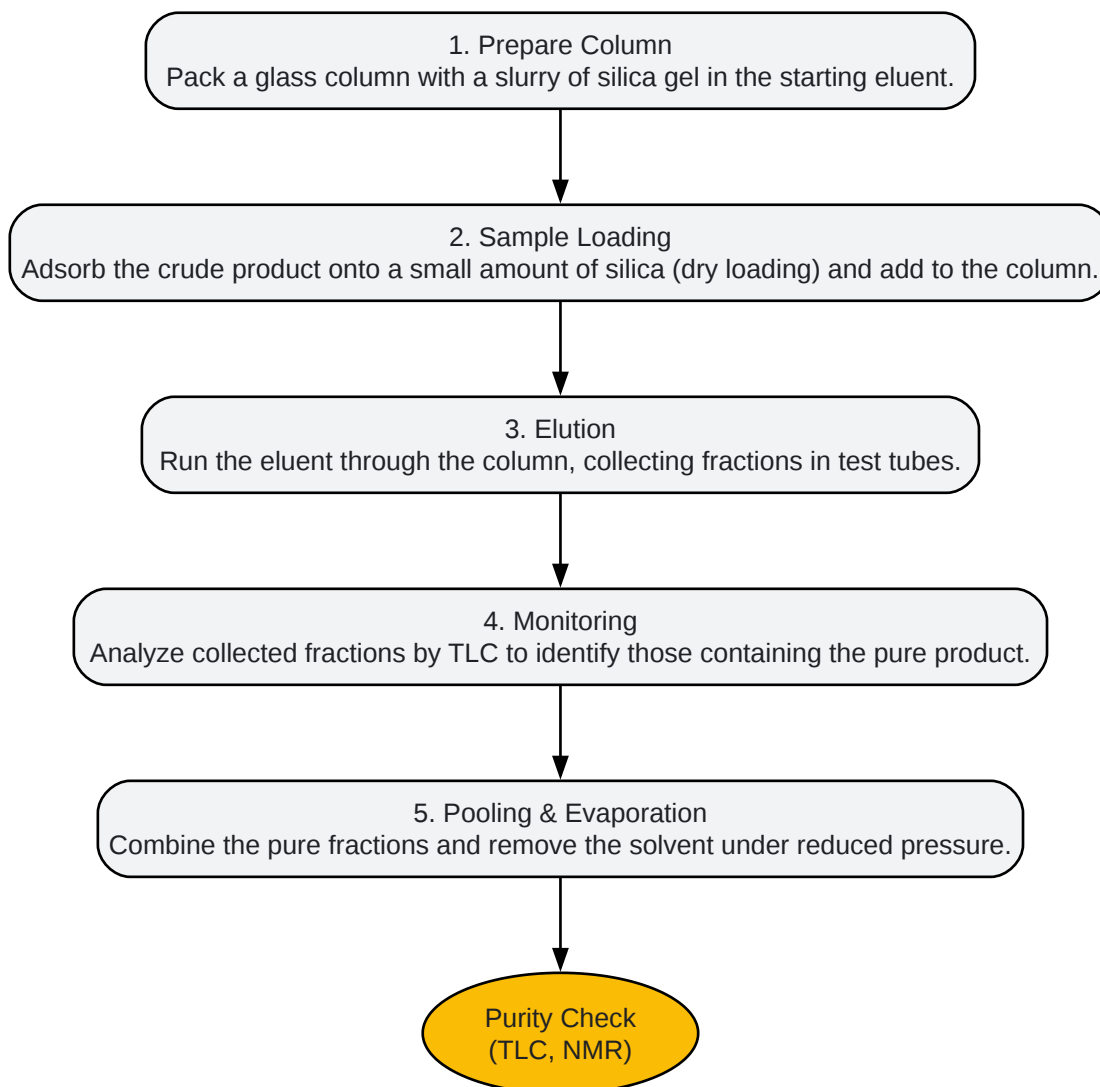 1. Prepare Column
Pack a glass column with a slurry of silica gel in the starting eluent.
2. Sample Loading
Adsorb the crude product onto a small amount of silica (dry loading) and add to the column.
3. Elution
Run the eluent through the column, collecting fractions in test tubes.
4. Monitoring
Analyze collected fractions by TLC to identify those containing the pure product.
5. Pooling & Evaporation
Combine the pure fractions and remove the solvent under reduced pressure.
Purity Check
(TLC, NMR)